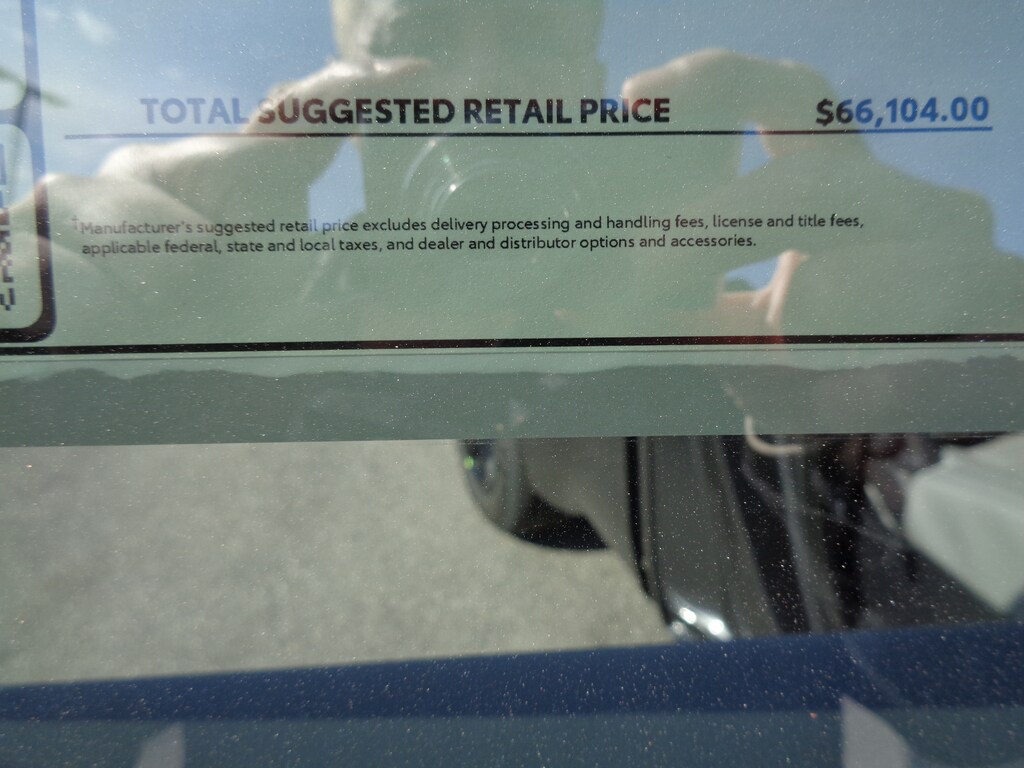 TOTAL SUGGESTED RETAIL PRICE $66,104.00
‡Manufacturer's suggested retail price excludes delivery processing and handling fees, license and title fees,
applicable federal, state and local taxes, and dealer and distributor options and accessories.